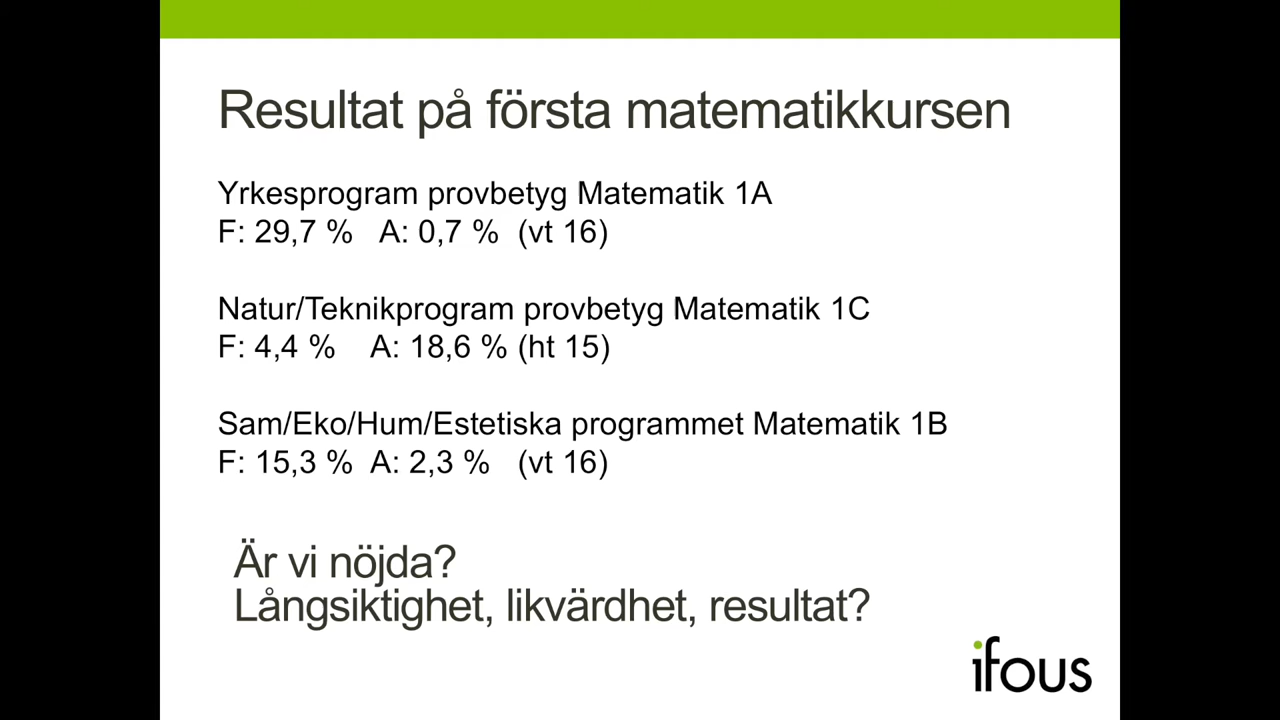 Resultat på första matematikkursen
Yrkesprogram provbetyg Matematik 1A
F: 29,7 % A: 0,7 % (vt 16)
Natur/Teknikprogram provbetyg Matematik 1C
F: 4,4 % A: 18,6 % (ht 15)
Sam/Eko/Hum/Estetiska programmet Matematik 1B
F: 15,3 % A: 2,3 % (vt 16)
Är vi nöjda?
Långsiktighet, likvärdhet, resultat?
ifous